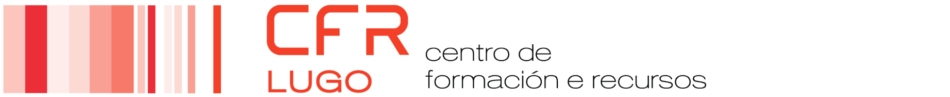 CFR
LUGO
centro de
formación e recursos